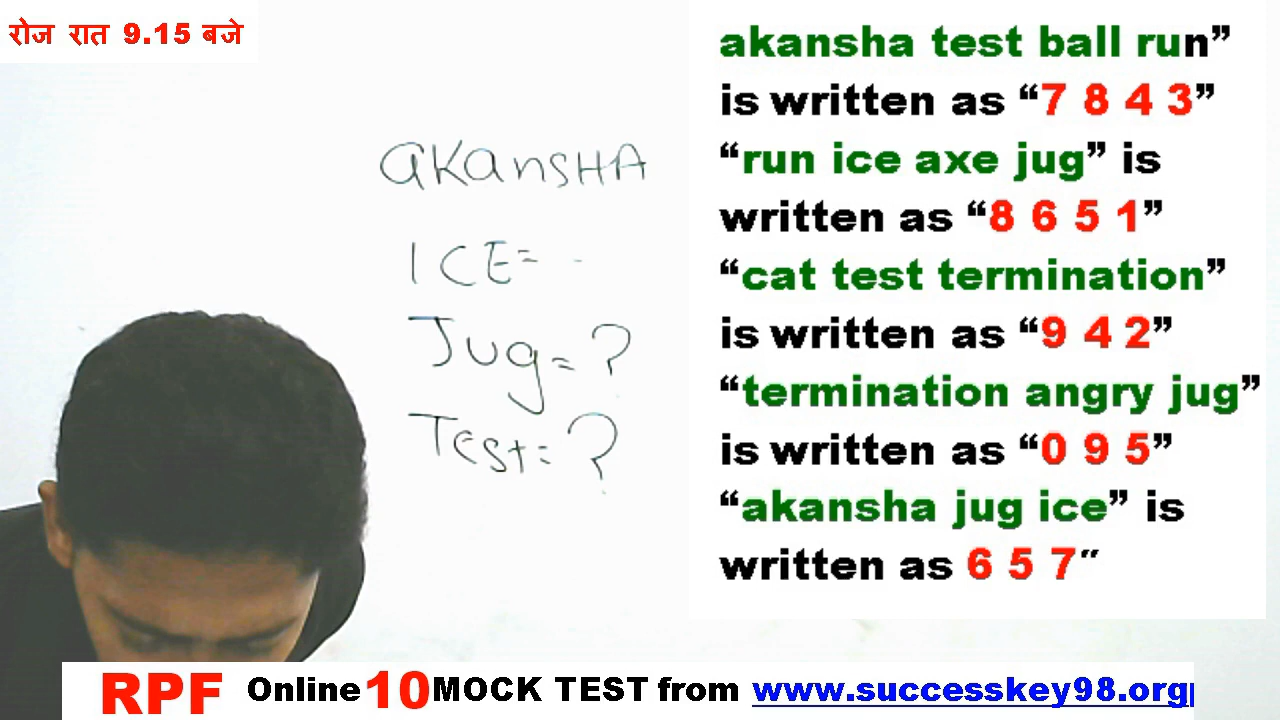 रोज रात 9.15 बजे
akansha test ball run”
is written as “7 8 4 3”
“run ice axe jug” is
written as “8 6 5 1”
“cat test termination”
is written as “9 4 2”
“termination angry jug”
is written as “0 9 5”
“akansha jug ice” is
written as 6 5 7”
aKansHA
ICE= -
Jug= ?
Test= ?
RPF Online 10 MOCK TEST from www.successkey98.org